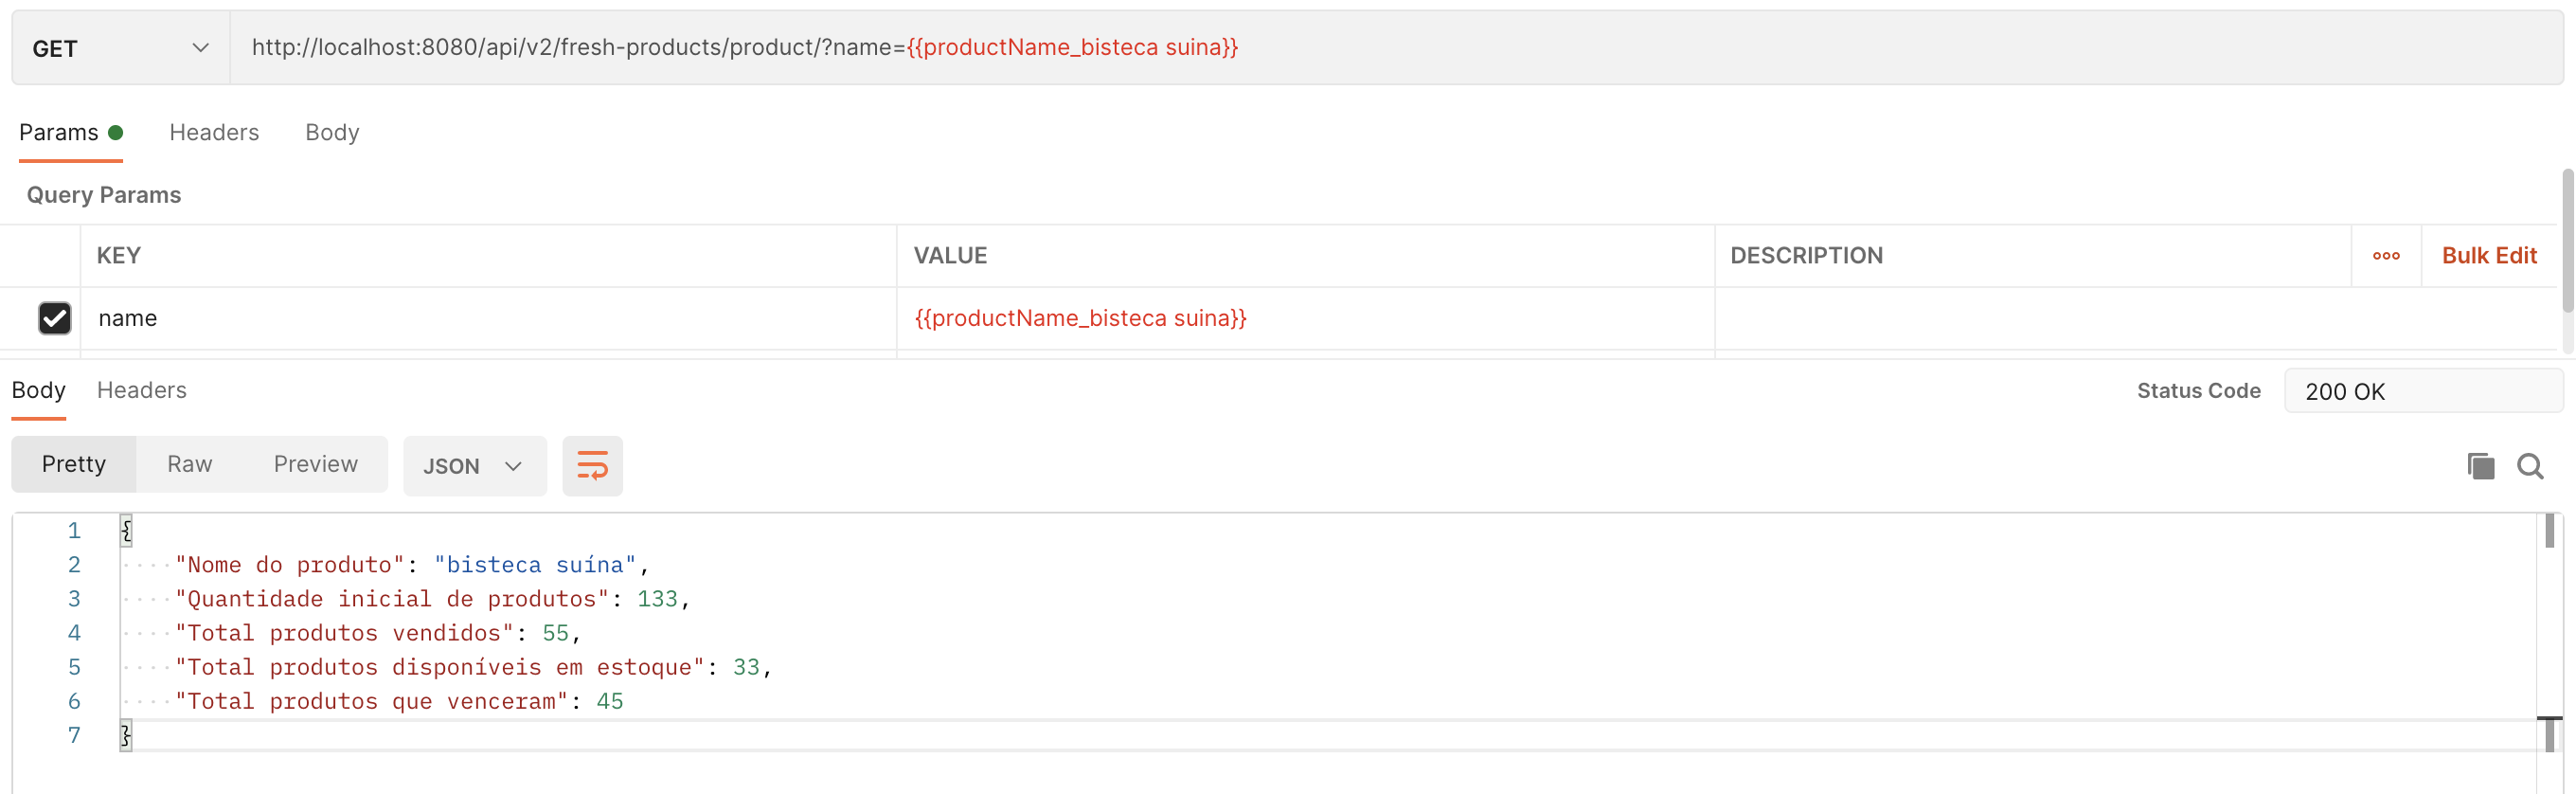 GET http://localhost:8080/api/v2/fresh-products/product/?name={{productName_bisteca suina}}
Params Headers Body
Query Params
KEY VALUE DESCRIPTION ooo Bulk Edit
name {{productName_bisteca suina}}
Body Headers Status Code 200 OK
Pretty Raw Preview JSON
1 {
2 "Nome do produto": "bisteca suína",
3 "Quantidade inicial de produtos": 133,
4 "Total produtos vendidos": 55,
5 "Total produtos disponíveis em estoque": 33,
6 "Total produtos que venceram": 45
7 }